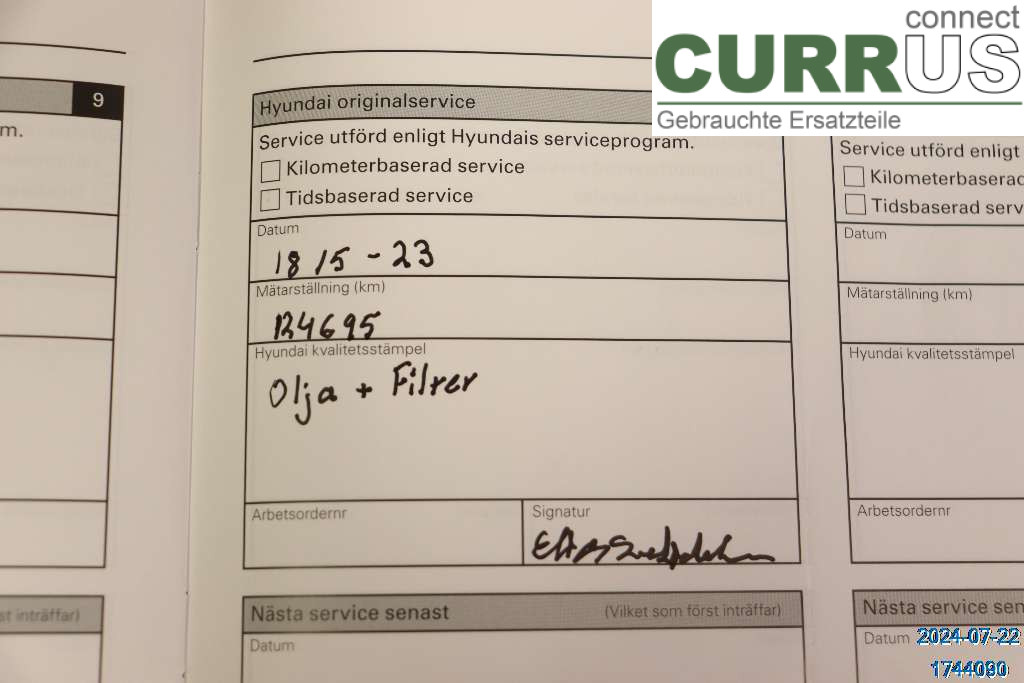 connect
CURRUS
Gebrauchte Ersatzteile
9
m.
st inträffar)
Hyundai originalservice
Service utförd enligt Hyundais serviceprogram.
Kilometerbaserad service
Tidsbaserad service
Datum
18/5-23
Mätarställning (km)
124695
Hyundai kvalitetsstämpel
Olja + Filter
Arbetsordernr
Signatur
Nästa service senast (Vilket som först inträffar)
Datum
Service utförd enligt
Kilometerbaserad
Tidsbaserad serv
Datum
Mätarställning (km)
Hyundai kvalitetsstämpel
Arbetsordernr
Nästa service sen
Datum
2024-07-22
1744090